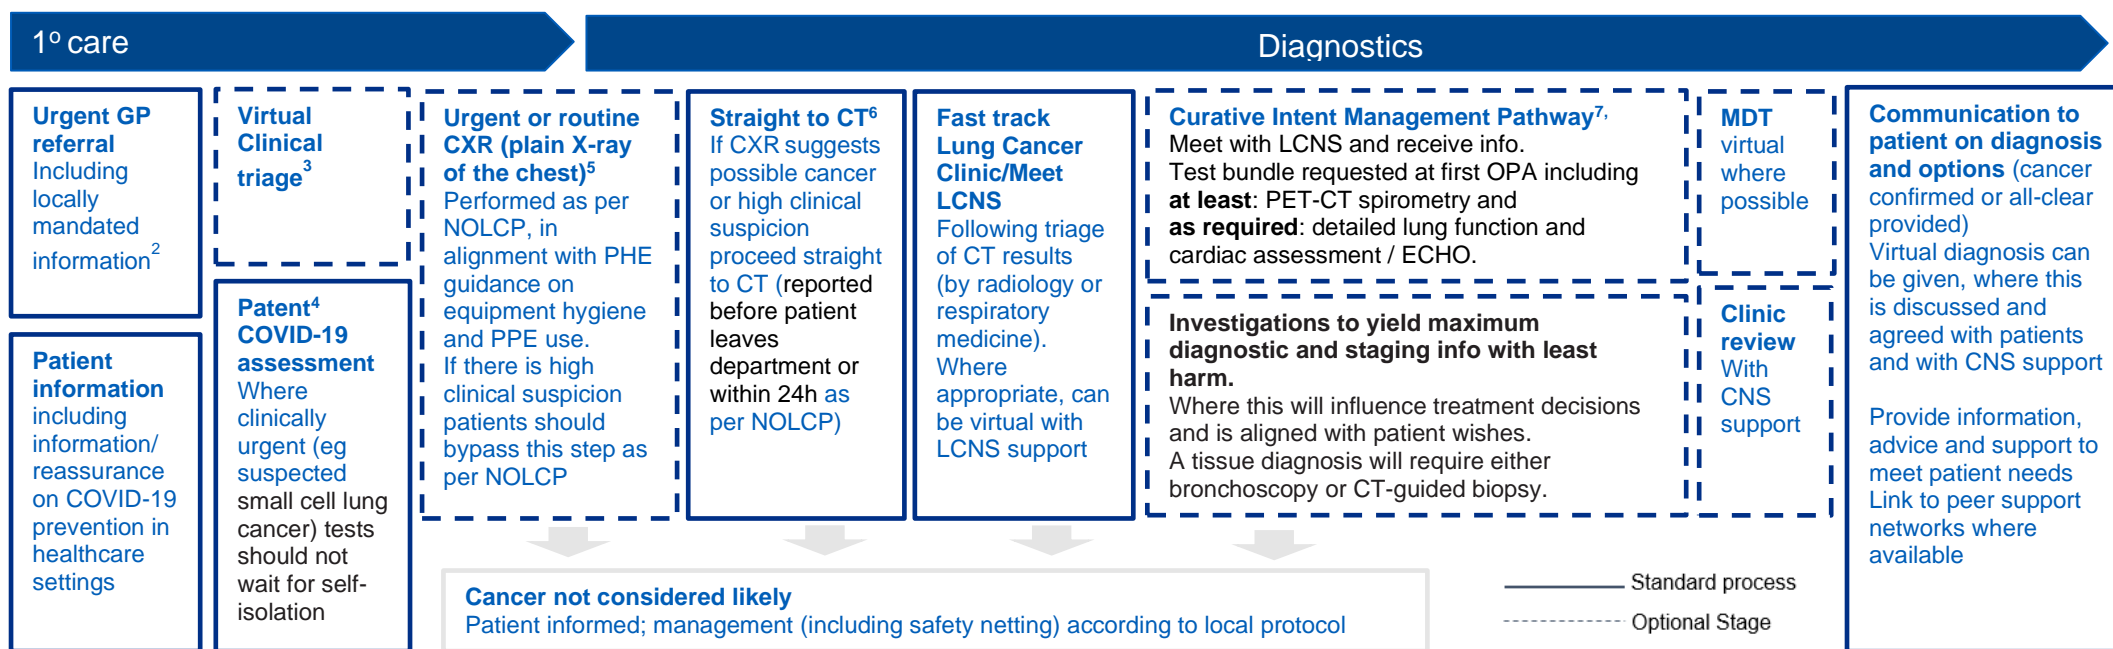 1º care
Diagnostics
Urgent GP
referral
Including
locally
mandated
information2
Patient
information
including
information/
reassurance
on COVID-19
prevention in
healthcare
settings
Virtual
Clinical
triage3
Patent4
COVID-19
assessment
Where
clinically
urgent (eg
suspected
small cell lung
cancer) tests
should not
wait for self-
isolation
Urgent or routine
CXR (plain X-ray
of the chest)5
Performed as per
NOLCP, in
alignment with PHE
guidance on
equipment hygiene
and PPE use.
If there is high
clinical suspicion
patients should
bypass this step as
per NOLCP
Straight to CT6
If CXR suggests
possible cancer
or high clinical
suspicion
proceed straight
to CT (reported
before patient
leaves
department or
within 24h as
per NOLCP)
Fast track
Lung Cancer
Clinic/Meet
LCNS
Following triage
of CT results
(by radiology or
respiratory
medicine).
Where
appropriate, can
be virtual with
LCNS support
Curative Intent Management Pathway7,
Meet with LCNS and receive info.
Test bundle requested at first OPA including
at least: PET-CT spirometry and
as required: detailed lung function and
cardiac assessment / ECHO.
Investigations to yield maximum
diagnostic and staging info with least
harm.
Where this will influence treatment decisions
and is aligned with patient wishes.
A tissue diagnosis will require either
bronchoscopy or CT-guided biopsy.
MDT
virtual
where
possible
Clinic
review
With
CNS
support
Communication to
patient on diagnosis
and options (cancer
confirmed or all-clear
provided)
Virtual diagnosis can
be given, where this
is discussed and
agreed with patients
and with CNS support
Provide information,
advice and support to
meet patient needs
Link to peer support
networks where
available
Cancer not considered likely
Patient informed; management (including safety netting) according to local protocol
Standard process
Optional Stage